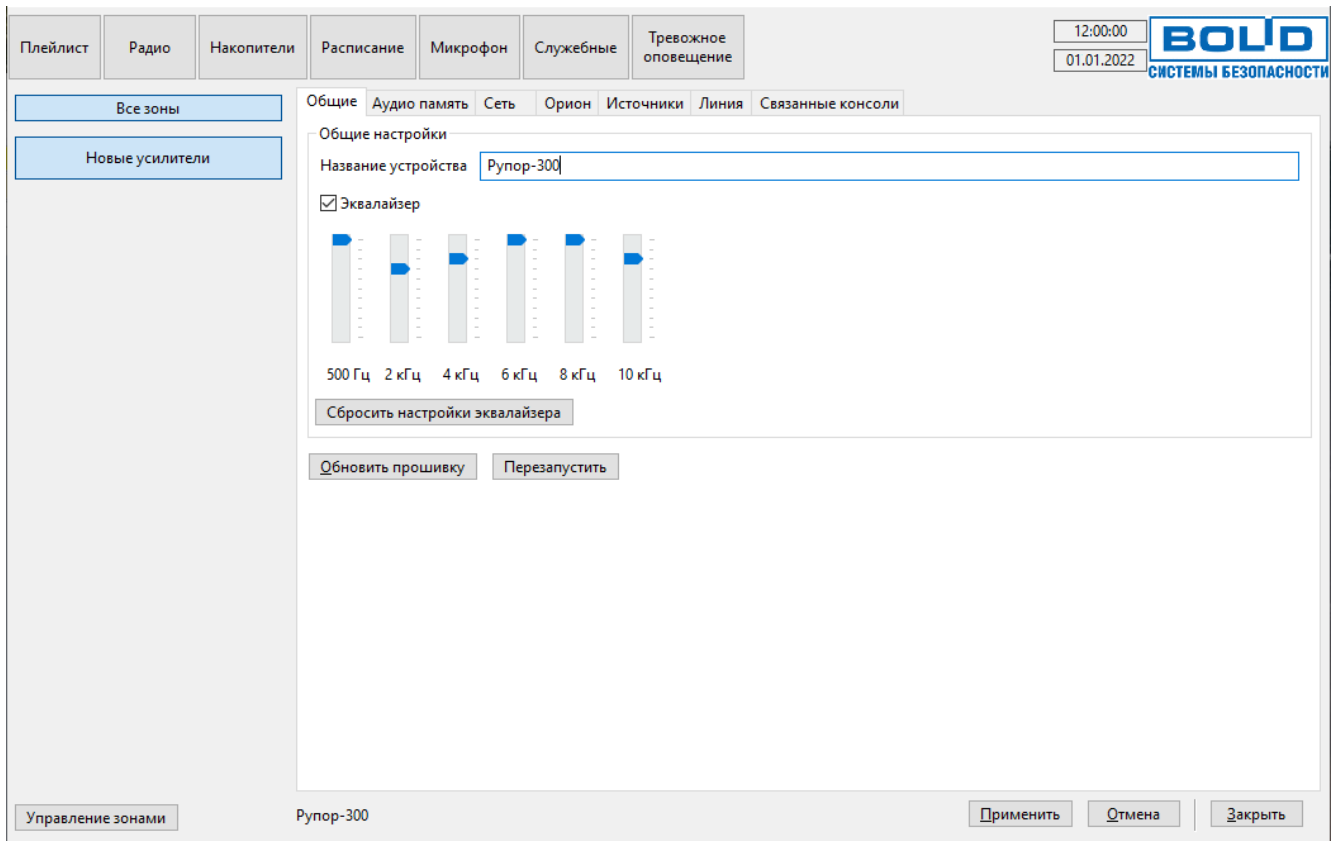 Плейлист
Радио
Накопители
Расписание
Микрофон
Служебные
Тревожное
оповещение
12:00:00
01.01.2022
BOLID
СИСТЕМЫ БЕЗОПАСНОСТИ
Все зоны
Новые усилители
Общие
Аудио память
Сеть
Орион
Источники
Линия
Связанные консоли
Общие настройки
Название устройства
Рупор-300
Эквалайзер
500 Гц
2 кГц
4 кГц
6 кГц
8 кГц
10 кГц
Сбросить настройки эквалайзера
Обновить прошивку
Перезапустить
Управление зонами
Рупор-300
Применить
Отмена
Закрыть